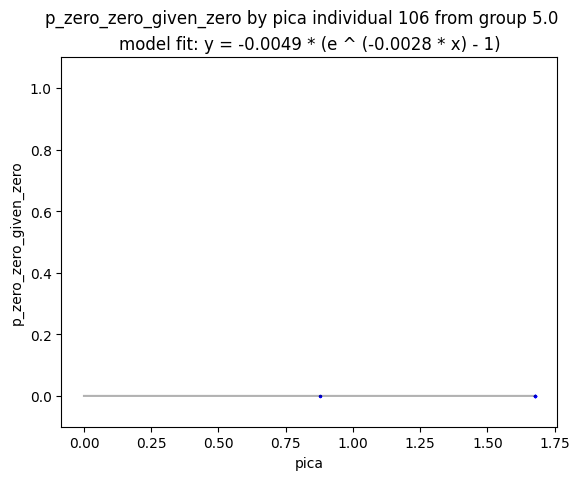 p_zero_zero_given_zero by pica individual 106 from group 5.0
model fit: y = -0.0049 * (e ^ (-0.0028 * x) - 1)
1.0
0.8
0.6
0.4
0.2
0.0
p_zero_zero_given_zero
0.00 0.25 0.50 0.75 1.00 1.25 1.50 1.75
pica